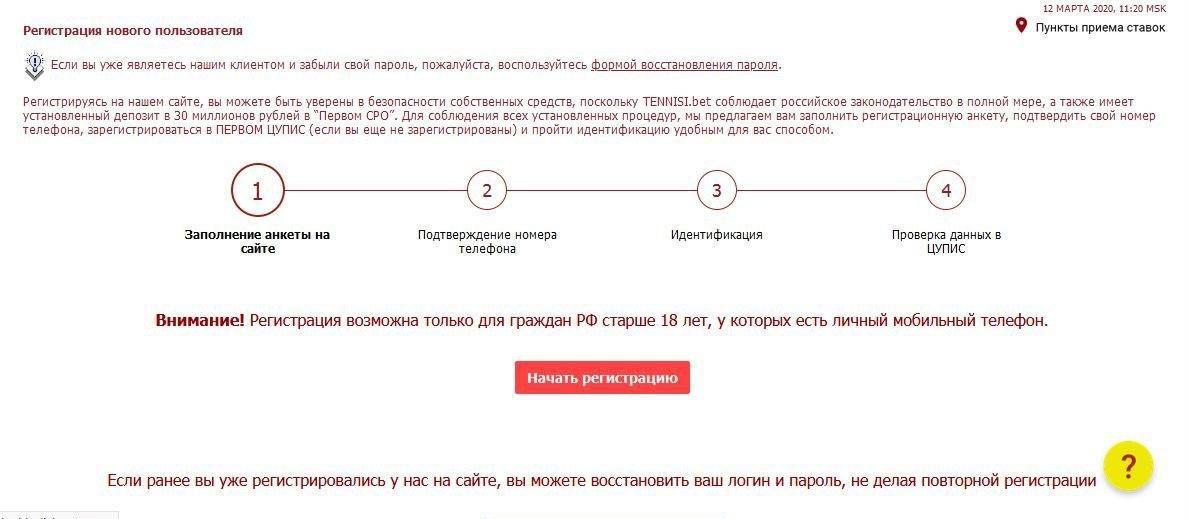 12 МАРТА 2020, 11:20 MSK
Пункты приема ставок
Регистрация нового пользователя
Если вы уже являетесь нашим клиентом и забыли свой пароль, пожалуйста, воспользуйтесь формой восстановления пароля.
Регистрируясь на нашем сайте, вы можете быть уверены в безопасности собственных средств, поскольку TENNISI.bet соблюдает российское законодательство в полной мере, а также имеет
установленный депозит в 30 миллионов рублей в “Первом СРО”. Для соблюдения всех установленных процедур, мы предлагаем вам заполнить регистрационную анкету, подтвердить свой номер
телефона, зарегистрироваться в ПЕРВОМ ЦУПИС (если вы еще не зарегистрированы) и пройти идентификацию удобным для вас способом.
1
2
3
4
Заполнение анкеты на
сайте
Подтверждение номера
телефона
Идентификация
Проверка данных в
ЦУПИС
Внимание! Регистрация возможна только для граждан РФ старше 18 лет, у которых есть личный мобильный телефон.
Начать регистрацию
?
Если ранее вы уже регистрировались у нас на сайте, вы можете восстановить ваш логин и пароль, не делая повторной регистрации